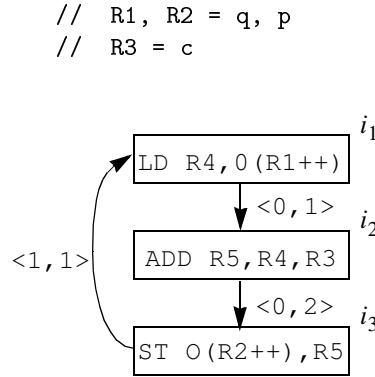 // R1, R2 = q, p
// R3 = c
i1
LD R4,0(R1++)
<0,1>
i2
<1,1>
ADD R5,R4,R3
<0,2>
i3
ST O(R2++),R5